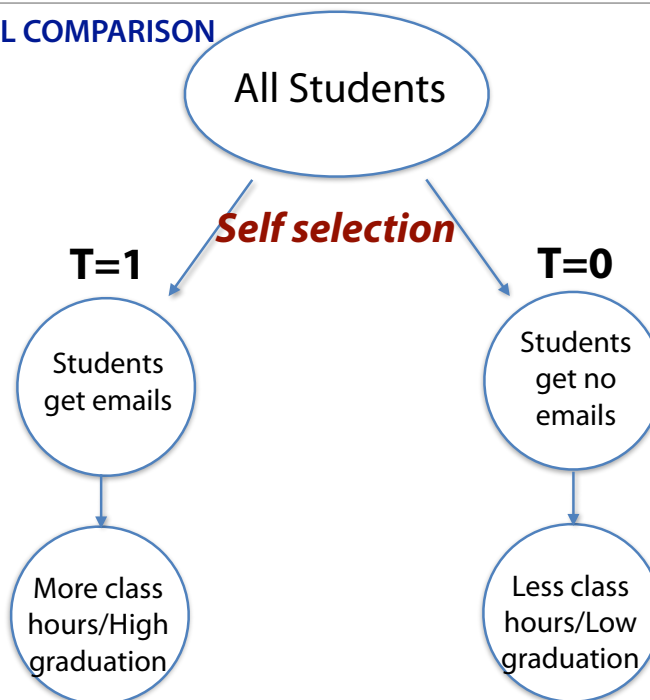 L COMPARISON
All Students
Self selection
T=1
T=0
Students
get emails
Students
get no
emails
More class
hours/High
graduation
Less class
hours/Low
graduation